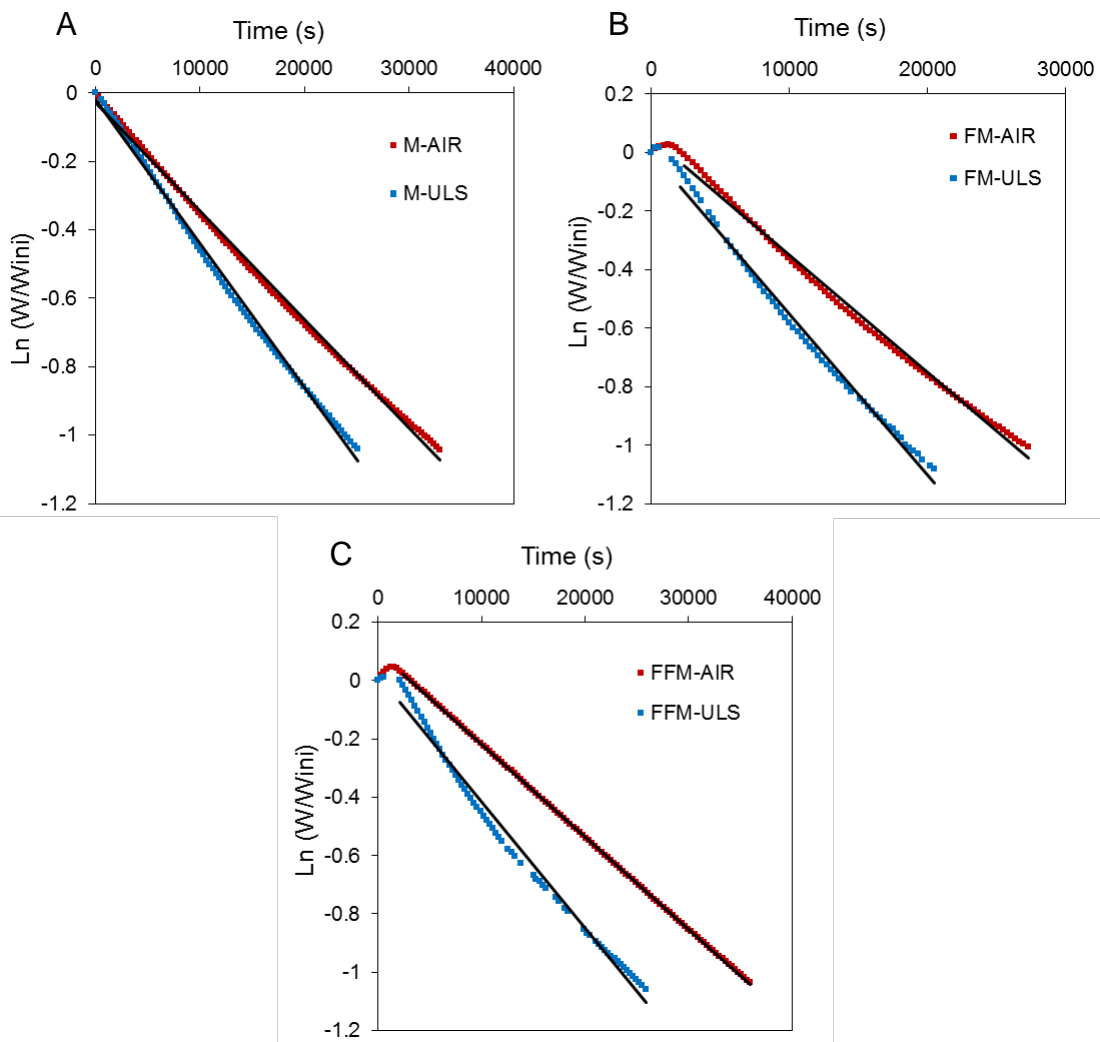 A
Time (s)
0 10000 20000 30000 40000
0
-0.2
-0.4
-0.6
-0.8
-1
-1.2
Ln (W/Wini)
M-AIR
M-ULS
B
Time (s)
0 10000 20000 30000
0.2
0
-0.2
-0.4
-0.6
-0.8
-1
-1.2
Ln (W/Wini)
FM-AIR
FM-ULS
C
Time (s)
0 10000 20000 30000 40000
0.2
0
-0.2
-0.4
-0.6
-0.8
-1
-1.2
Ln (W/Wini)
FFM-AIR
FFM-ULS